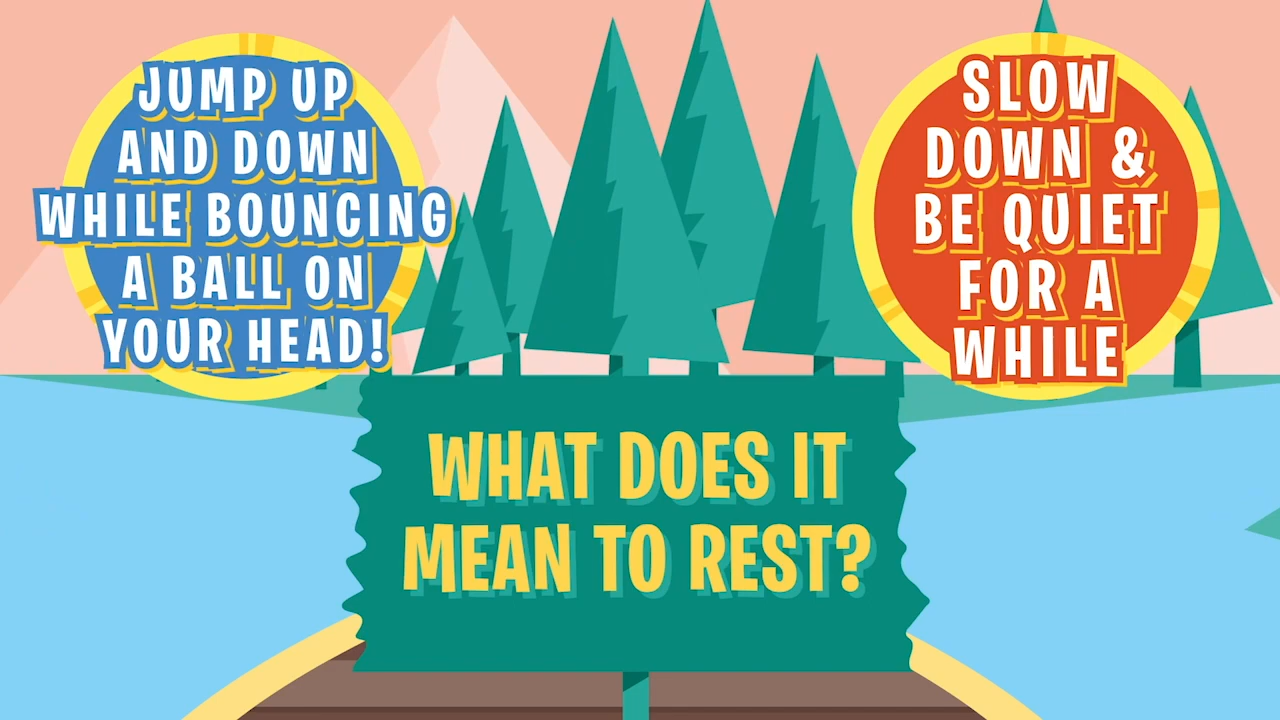 JUMP UP
AND DOWN
WHILE BOUNCING
A BALL ON
YOUR HEAD!
SLOW
DOWN &
BE QUIET
FOR A
WHILE
WHAT DOES IT
MEAN TO REST?